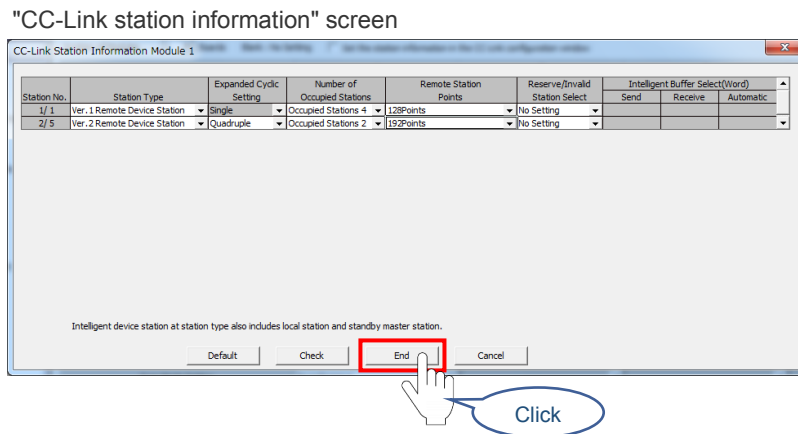 "CC-Link station information" screen
CC-Link Station Information Module 1
Expanded Cyclic Number of Remote Station Reserve/Invalid Intelligent Buffer Select(Word)
Station No. Station Type Setting Occupied Stations Points Station Select Send Receive Automatic
1/ 1 Ver.1 Remote Device Station Single Occupied Stations 4 128Points No Setting
2/ 5 Ver.2 Remote Device Station Quadruple Occupied Stations 2 192Points No Setting
Intelligent device station at station type also includes local station and standby master station.
Default Check End Cancel
Click